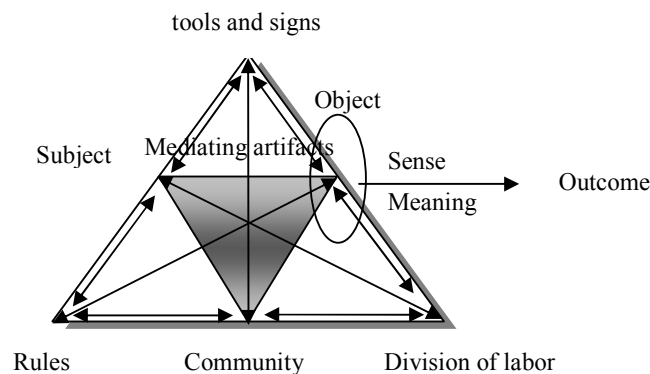 tools and signs
Object
Subject
Mediating artifacts
Sense
Meaning
Outcome
Rules
Community
Division of labor